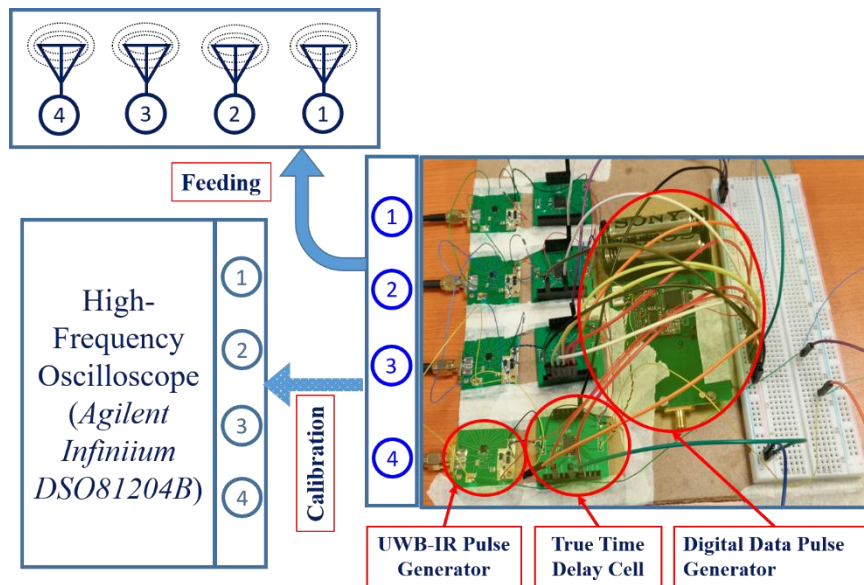 4 3 2 1
Feeding
1
2
3
4
1
2
3
4
High-
Frequency
Oscilloscope
(Agilent
Infiniium
DSO81204B)
Calibration
SONY
UWB-IR Pulse
Generator
True Time
Delay Cell
Digital Data Pulse
Generator